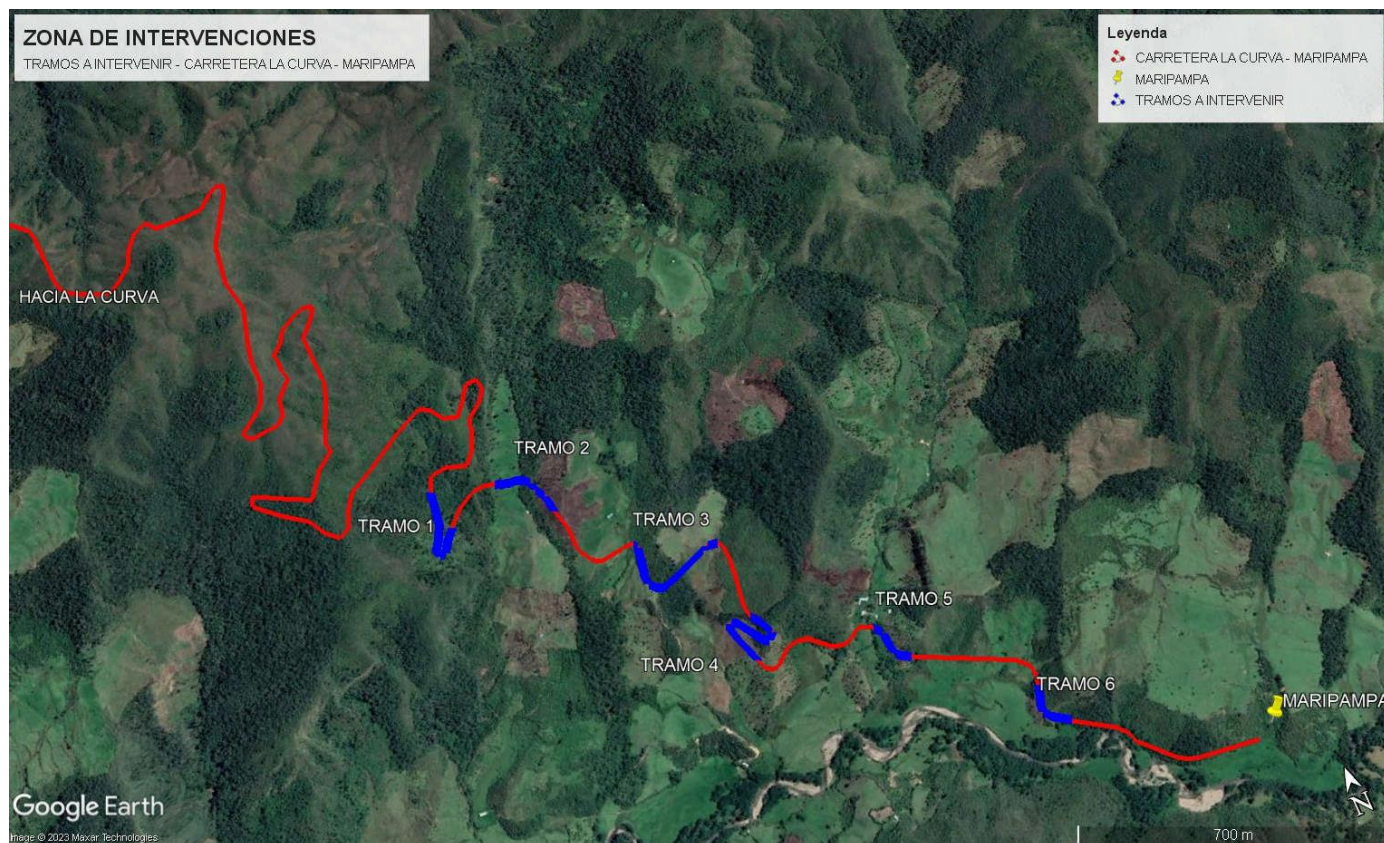 ZONA DE INTERVENCIONES
TRAMOS A INTERVENIR - CARRETERA LA CURVA - MARIPAMPA
Leyenda
CARRETERA LA CURVA - MARIPAMPA
MARIPAMPA
TRAMOS A INTERVENIR
HACIA LA CURVA
TRAMO 2
TRAMO 1
TRAMO 3
TRAMO 5
TRAMO 4
TRAMO 6
MARIPAMPA
Google Earth
Image © 2023 Maxar Technologies
N
700 m